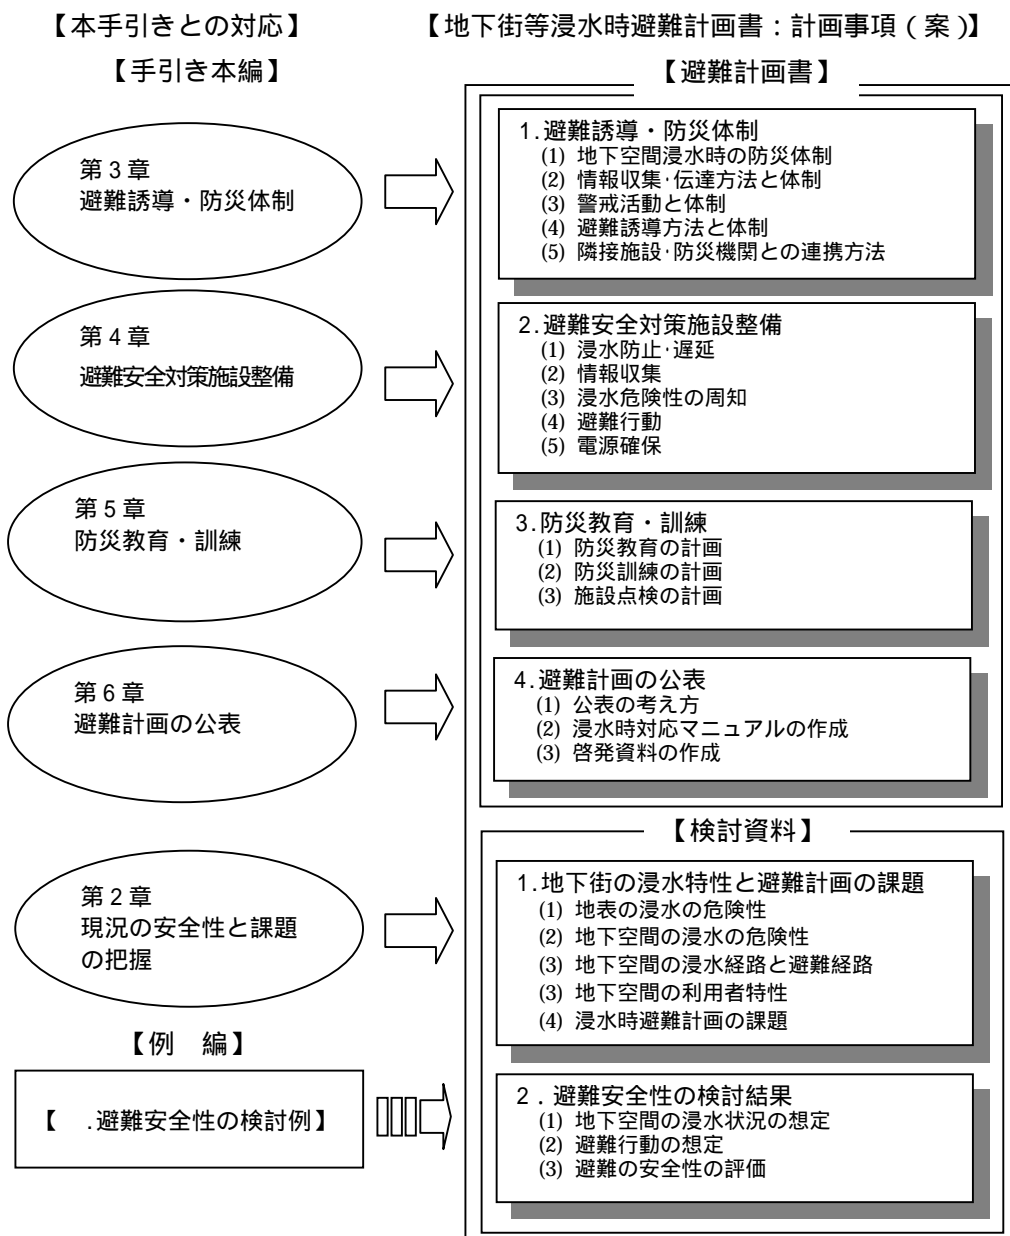 【本手引きとの対応】
【手引き本編】
第３章
避難誘導・防災体制
第４章
避難安全対策施設整備
第５章
防災教育・訓練
第６章
避難計画の公表
第２章
現況の安全性と課題
の把握
【例　編】
【　．避難安全性の検討例】
【地下街等浸水時避難計画書：計画事項（案）】
【避難計画書】
1.避難誘導・防災体制
(1) 地下空間浸水時の防災体制
(2) 情報収集･伝達方法と体制
(3) 警戒活動と体制
(4) 避難誘導方法と体制
(5) 隣接施設･防災機関との連携方法
2.避難安全対策施設整備
(1) 浸水防止･遅延
(2) 情報収集
(3) 浸水危険性の周知
(4) 避難行動
(5) 電源確保
3.防災教育・訓練
(1) 防災教育の計画
(2) 防災訓練の計画
(3) 施設点検の計画
4.避難計画の公表
(1) 公表の考え方
(2) 浸水時対応マニュアルの作成
(3) 啓発資料の作成
【検討資料】
1.地下街の浸水特性と避難計画の課題
(1) 地表の浸水の危険性
(2) 地下空間の浸水の危険性
(3) 地下空間の浸水経路と避難経路
(3) 地下空間の利用者特性
(4) 浸水時避難計画の課題
2．避難安全性の検討結果
(1) 地下空間の浸水状況の想定
(2) 避難行動の想定
(3) 避難の安全性の評価